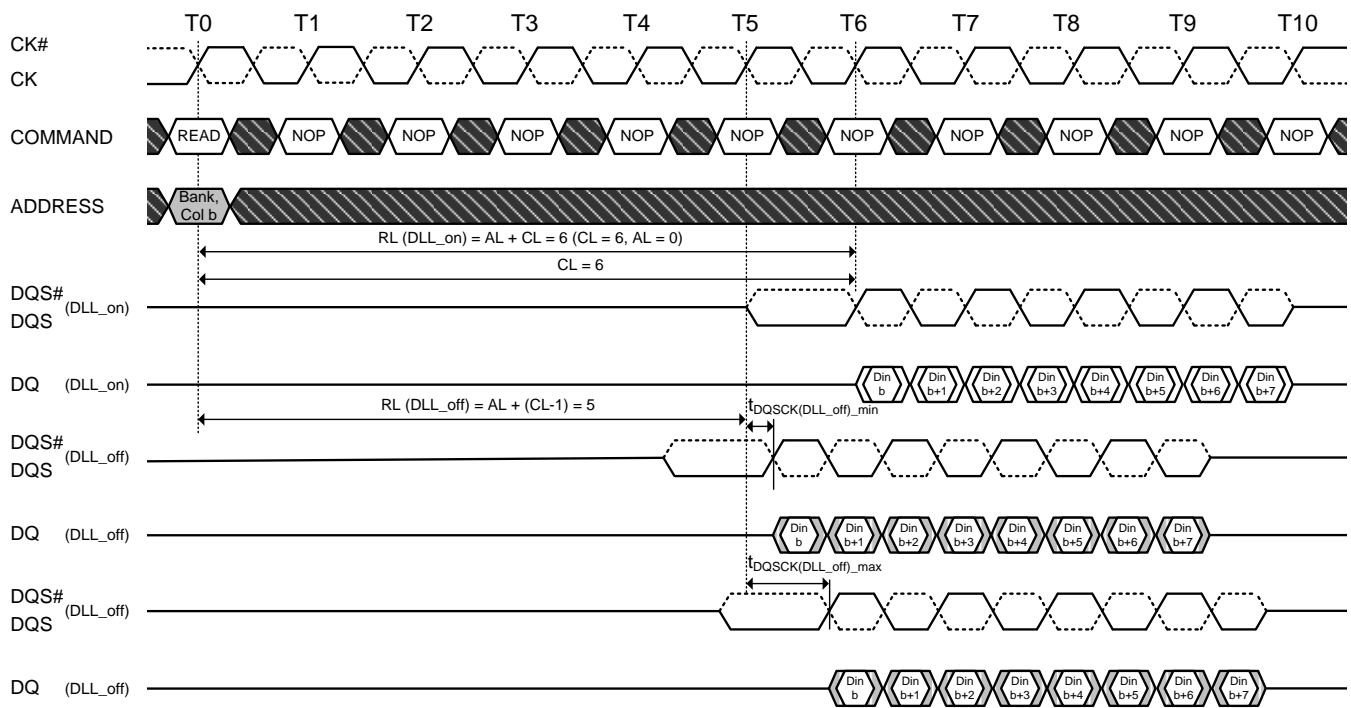 T0 T1 T2 T3 T4 T5 T6 T7 T8 T9 T10
CK#
CK
COMMAND READ NOP NOP NOP NOP NOP NOP NOP NOP NOP NOP
ADDRESS Bank,
Col b
RL (DLL_on) = AL + CL = 6 (CL = 6, AL = 0)
CL = 6
DQS# (DLL_on)
DQS
DQ (DLL_on) Din Din Din Din Din Din Din Din
b b+1 b+2 b+3 b+4 b+5 b+6 b+7
RL (DLL_off) = AL + (CL-1) = 5
tDQSCK(DLL_off)_min
DQS# (DLL_off)
DQS
DQ (DLL_off) Din Din Din Din Din Din Din Din
b b+1 b+2 b+3 b+4 b+5 b+6 b+7
tDQSCK(DLL_off)_max
DQS# (DLL_off)
DQS
DQ (DLL_off) Din Din Din Din Din Din Din Din
b b+1 b+2 b+3 b+4 b+5 b+6 b+7